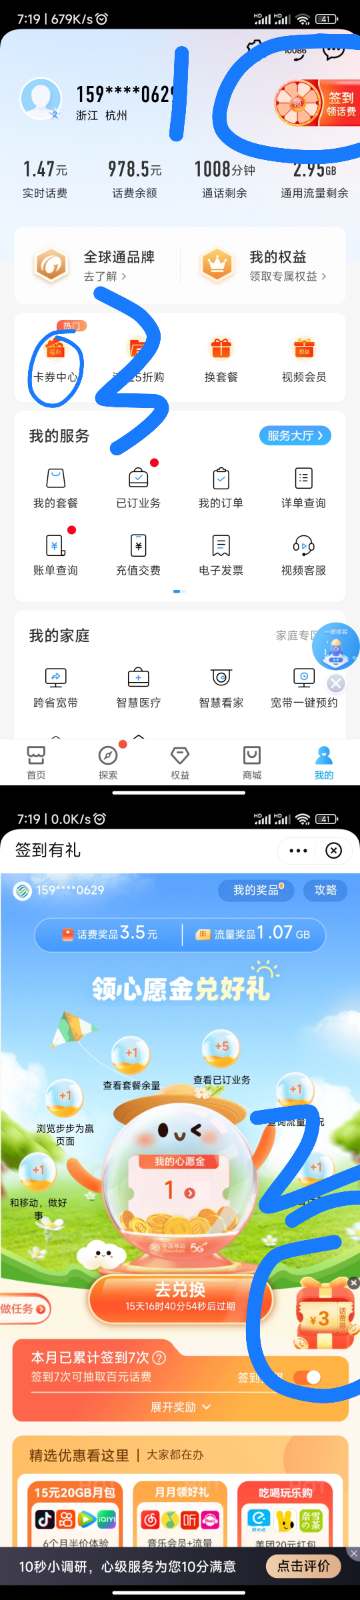 7:19 | 679K/s
41
10086
159****0629
浙江 杭州
签到
领话费
1
1.47元
978.5元
1008分钟
2.95GB
实时话费
话费余额
通话剩余
通用流量剩余
全球通品牌
去了解 >
我的权益
领取专属权益 >
热门
3
卡券中心
5折购
换套餐
视频会员
我的服务
服务大厅 >
我的套餐
已订业务
我的订单
详单查询
账单查询
充值交费
电子发票
视频客服
我的家庭
家庭专区
跨省宽带
智慧医疗
智慧看家
宽带一键预约
首页
探索
权益
商城
我的
7:19 | 0.0K/s
41
签到有礼
159****0629
我的奖品
攻略
话费奖品3.5元
流量奖品1.07GB
领心愿金兑好礼
+1
查看套餐余量
+5
查看已订业务
+1
浏览步步为赢
页面
+1
2
+1
和移动，做好
事
+1
我的心愿金
1
5G
去兑换
15天16时40分54秒后过期
做任务
¥3
话费券
本月已累计签到7次
签到7次可抽取百元话费
签到
展开奖励
精选优惠看这里 | 大家都在办
15元20GB月包
月月领好礼
吃喝玩乐购
6个月半价体验
音乐会员+流量
美团20元红包
10秒小调研，心级服务为您10分满意
点击评价